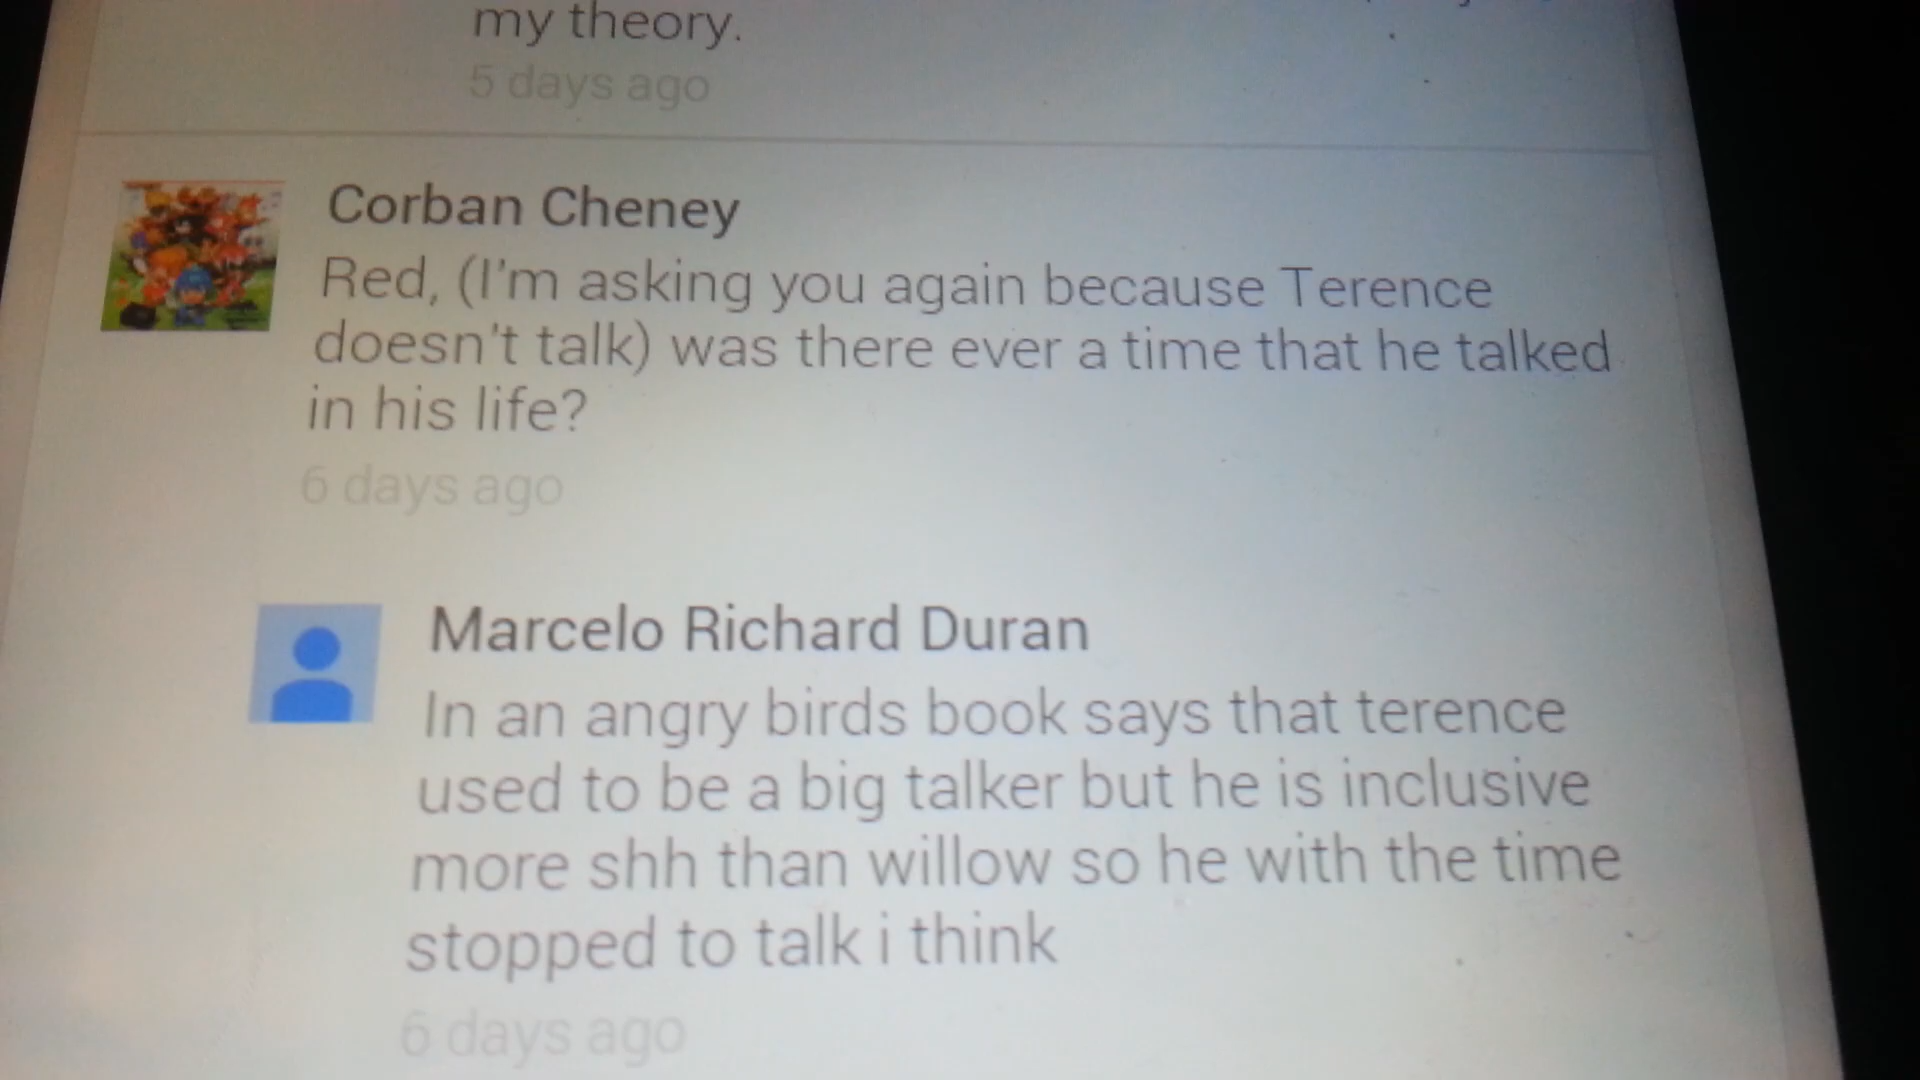 my theory.
5 days ago
Corban Cheney
Red, (I'm asking you again because Terence
doesn't talk) was there ever a time that he talked
in his life?
6 days ago
Marcelo Richard Duran
In an angry birds book says that terence
used to be a big talker but he is inclusive
more shh than willow so he with the time
stopped to talk i think
6 days ago